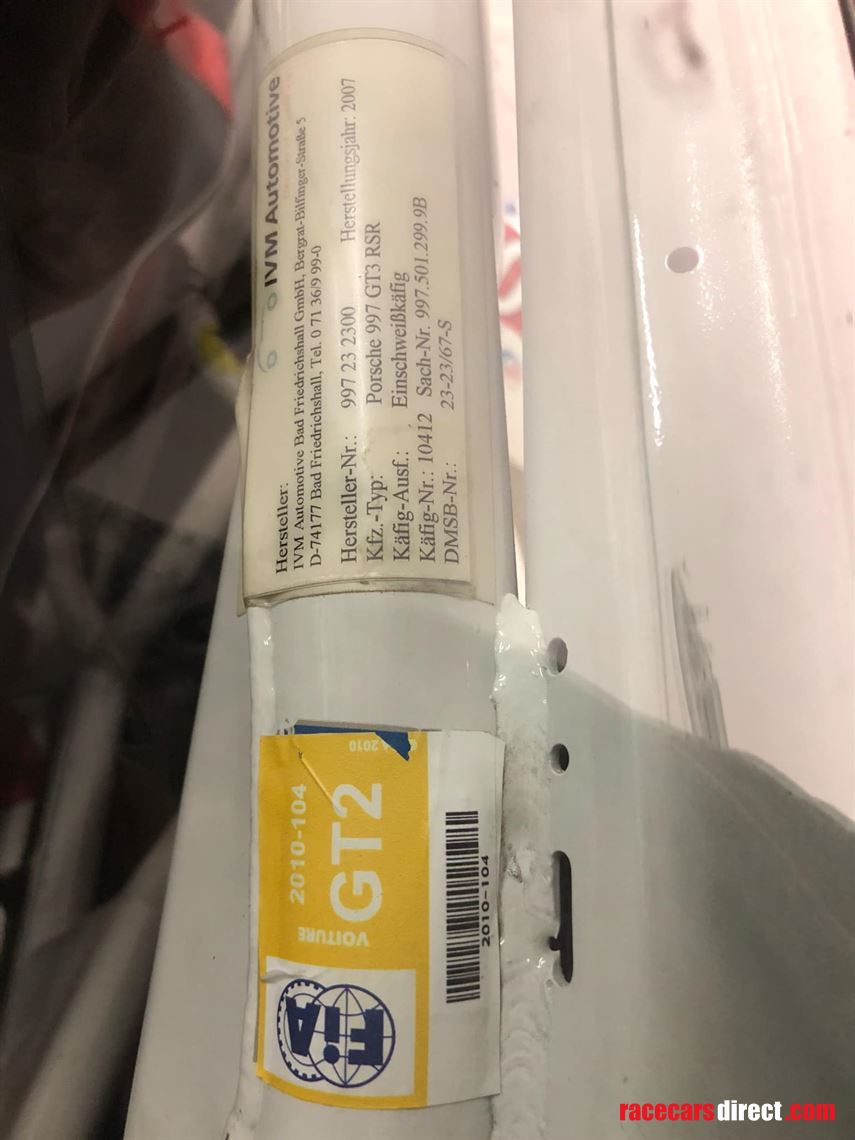 IVM Automotive
Hersteller:
IVM Automotive Bad Friedrichshall GmbH, Bergrat-Bilfinger-Straße 5
D-74177 Bad Friedrichshall, Tel. 0 71 36/9 99-0
Hersteller-Nr.: 997 23 2300 Herstellungsjahr: 2007
Kfz.-Typ: Porsche 997 GT3 RSR
Käfig-Ausf.: Einschweißkäfig
Käfig-Nr.: 10412 Sach-Nr. 997.501.299.9B
DMSB-Nr.: 23-23/67-S
2010
2010-104
GT2
VOITURE
FiA
2010-104
racecarsdirect.com